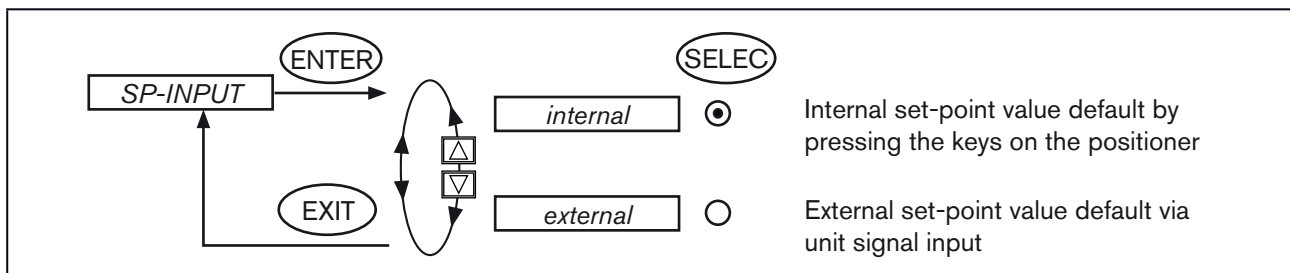 ENTER
SELEC
SP-INPUT
internal
Internal set-point value default by
pressing the keys on the positioner
EXIT
external
External set-point value default via
unit signal input